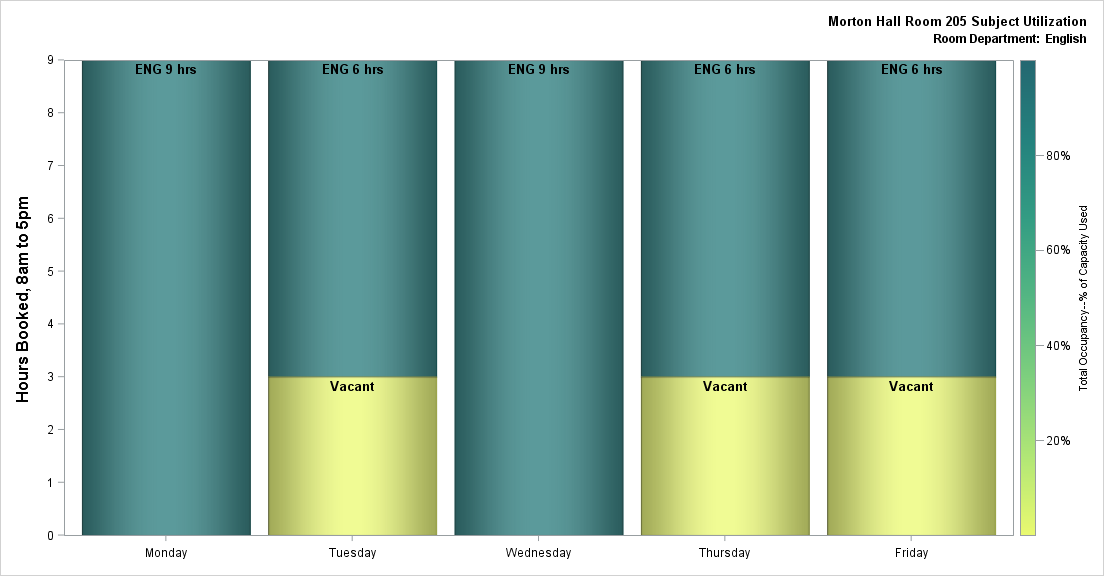 Morton Hall Room 205 Subject Utilization
Room Department: English
Hours Booked, 8am to 5pm
9
8
7
6
5
4
3
2
1
0
ENG 9 hrs
ENG 6 hrs
ENG 9 hrs
ENG 6 hrs
ENG 6 hrs
Vacant
Vacant
Vacant
Monday
Tuesday
Wednesday
Thursday
Friday
80%
60%
40%
20%
Total Occupancy--% of Capacity Used